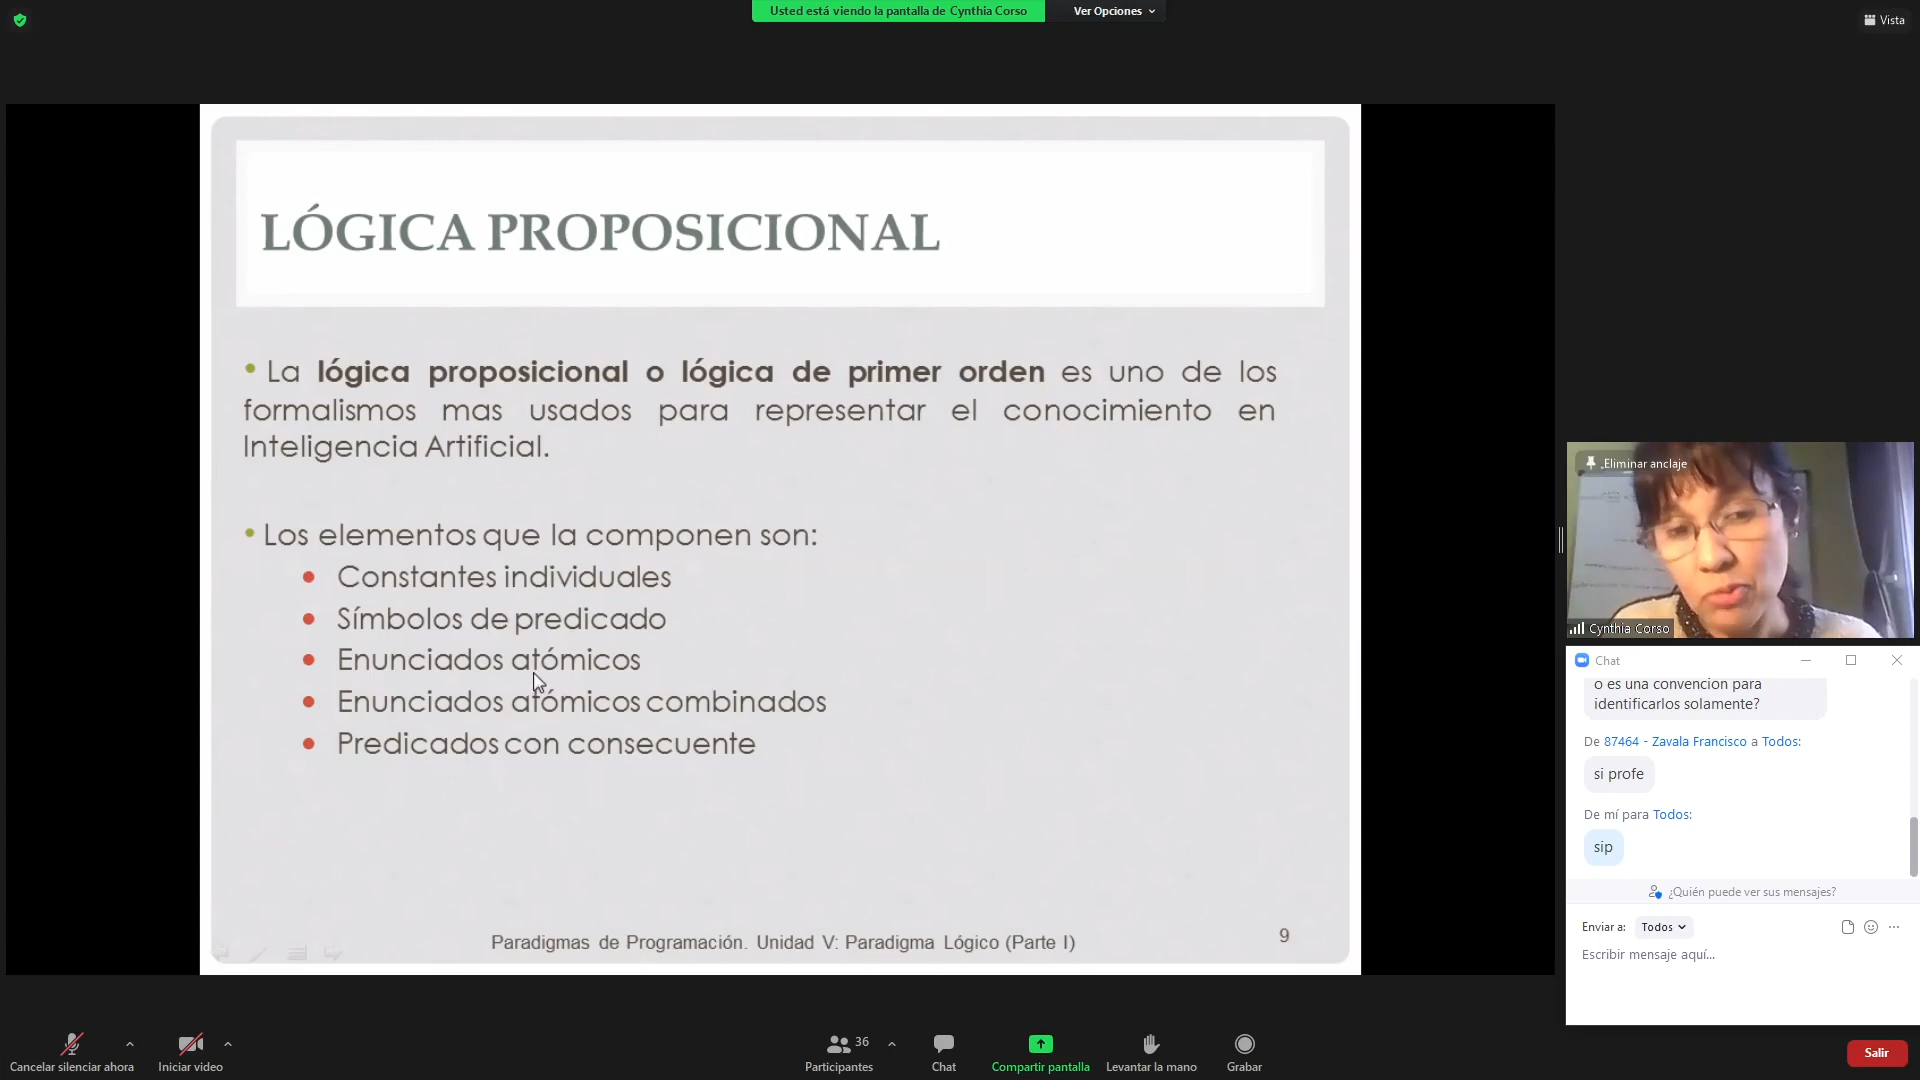 Usted está viendo la pantalla de Cynthia Corso
Ver Opciones
Vista
LÓGICA PROPOSICIONAL
• La lógica proposicional o lógica de primer orden es uno de los
formalismos mas usados para representar el conocimiento en
Inteligencia Artificial.
• Los elementos que la componen son:
• Constantes individuales
• Símbolos de predicado
• Enunciados atómicos
• Enunciados atómicos combinados
• Predicados con consecuente
Paradigmas de Programación. Unidad V: Paradigma Lógico (Parte I)
9
Eliminar anclaje
Cynthia Corso
Chat
o es una convencion para
identificarlos solamente?
De 87464 - Zavala Francisco a Todos:
si profe
De mí para Todos:
sip
¿Quién puede ver sus mensajes?
Enviar a: Todos
Escribir mensaje aquí...
Cancelar silenciar ahora
Iniciar video
Participantes
36
Chat
Compartir pantalla
Levantar la mano
Grabar
Salir